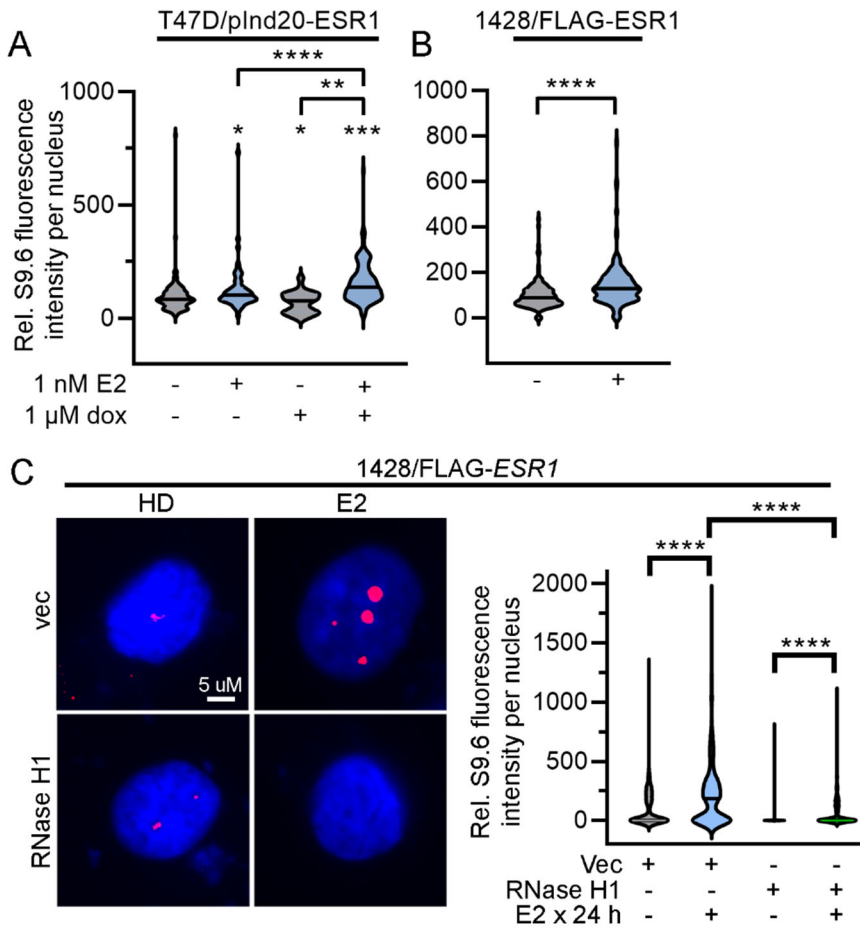 T47D/pInd20-ESR1
1428/FLAG-ESR1
A
B
****
**
* * ***
****
1000
500
0
1000
800
600
400
200
0
Rel. S9.6 fluorescence
intensity per nucleus
1 nM E2 - + - +
1 µM dox - - + +
- +
C
1428/FLAG-ESR1
HD E2
vec
5 uM
RNase H1
****
****
****
2000
1500
1000
500
0
Rel. S9.6 fluorescence
intensity per nucleus
Vec + + - -
RNase H1 - - + +
E2 x 24 h - + - +